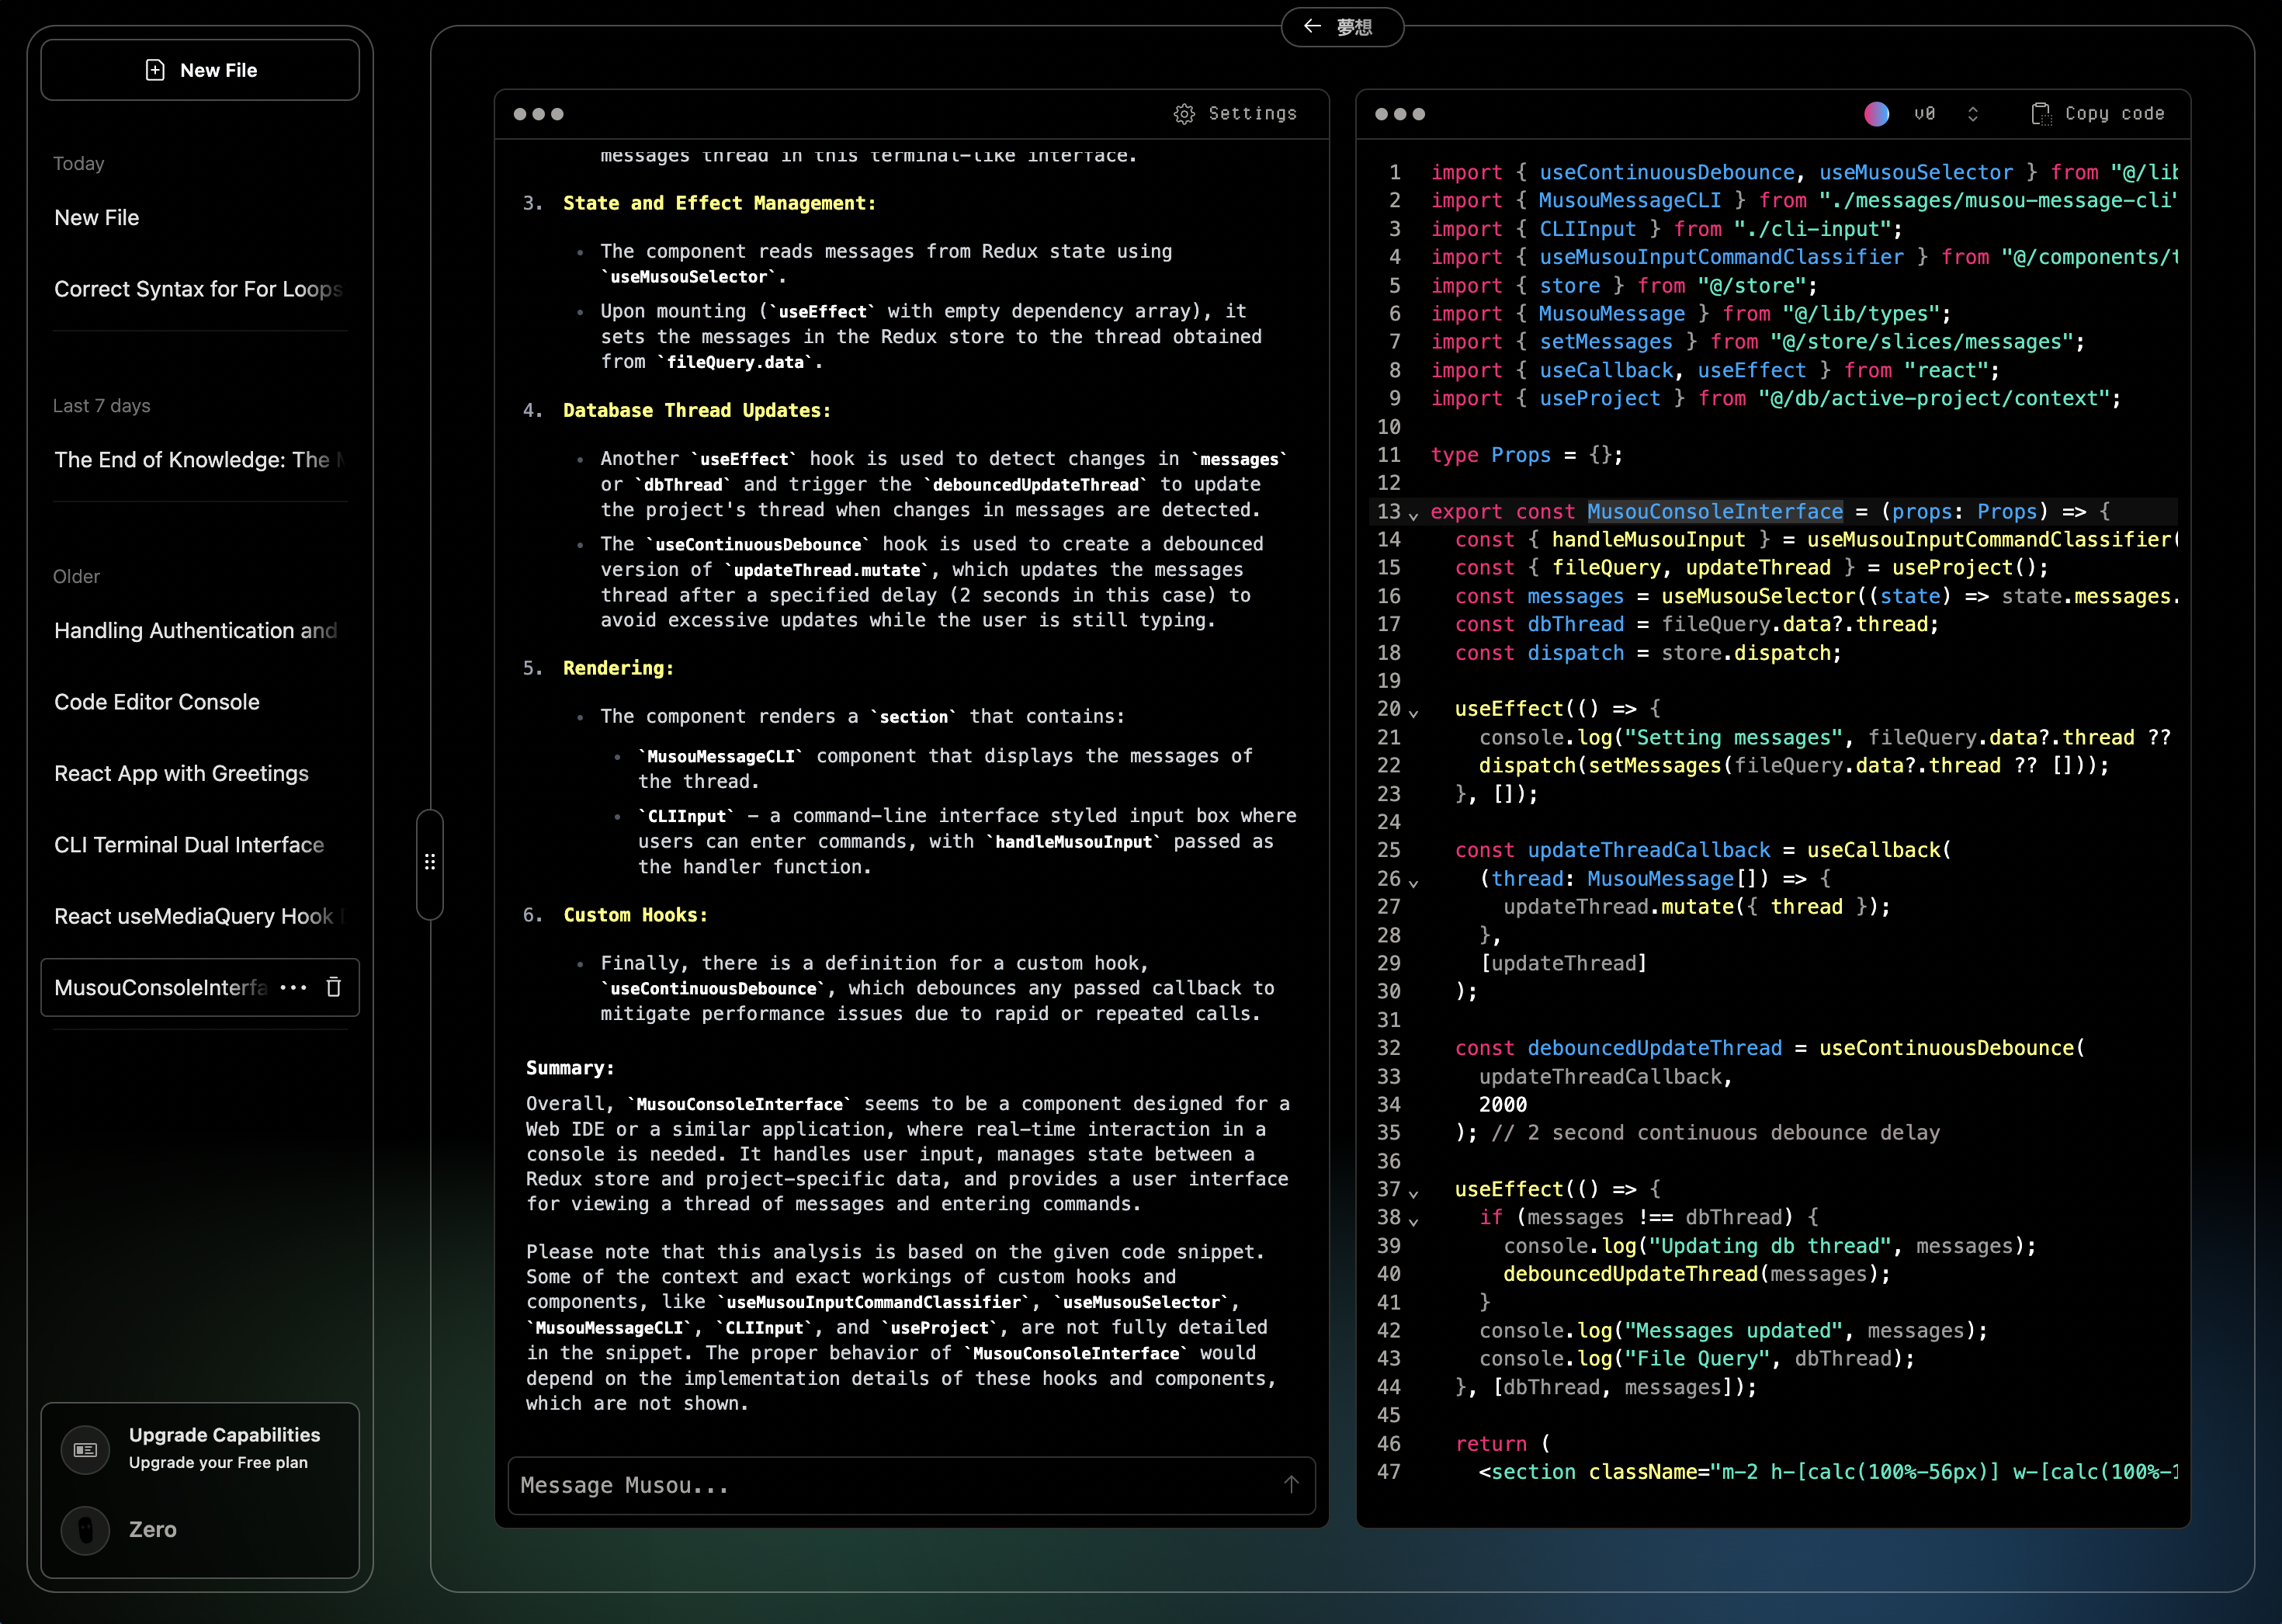 New File
Today
New File
Correct Syntax for For Loops
Last 7 days
The End of Knowledge: The
Older
Handling Authentication and
Code Editor Console
React App with Greetings
CLI Terminal Dual Interface
React useMediaQuery Hook
MusouConsoleInterfa ...
Upgrade Capabilities
Upgrade your Free plan
Zero
← 夢想
Settings
messages thread in this terminal-like interface.
3. State and Effect Management:
• The component reads messages from Redux state using
`useMusouSelector`.
• Upon mounting (`useEffect` with empty dependency array), it
sets the messages in the Redux store to the thread obtained
from `fileQuery.data`.
4. Database Thread Updates:
• Another `useEffect` hook is used to detect changes in `messages`
or `dbThread` and trigger the `debouncedUpdateThread` to update
the project's thread when changes in messages are detected.
• The `useContinuousDebounce` hook is used to create a debounced
version of `updateThread.mutate`, which updates the messages
thread after a specified delay (2 seconds in this case) to
avoid excessive updates while the user is still typing.
5. Rendering:
• The component renders a `section` that contains:
• `MusouMessageCLI` component that displays the messages of
the thread.
• `CLIInput` – a command-line interface styled input box where
users can enter commands, with `handleMusouInput` passed as
the handler function.
6. Custom Hooks:
• Finally, there is a definition for a custom hook,
`useContinuousDebounce`, which debounces any passed callback to
mitigate performance issues due to rapid or repeated calls.
Summary:
Overall, `MusouConsoleInterface` seems to be a component designed for a
Web IDE or a similar application, where real-time interaction in a
console is needed. It handles user input, manages state between a
Redux store and project-specific data, and provides a user interface
for viewing a thread of messages and entering commands.
Please note that this analysis is based on the given code snippet.
Some of the context and exact workings of custom hooks and
components, like `useMusouInputCommandClassifier`, `useMusouSelector`,
`MusouMessageCLI`, `CLIInput`, and `useProject`, are not fully detailed
in the snippet. The proper behavior of `MusouConsoleInterface` would
depend on the implementation details of these hooks and components,
which are not shown.
Message Musou...
v0
Copy code
1 import { useContinuousDebounce, useMusouSelector } from "@/lib
2 import { MusouMessageCLI } from "./messages/musou-message-cli"
3 import { CLIInput } from "./cli-input";
4 import { useMusouInputCommandClassifier } from "@/components/t
5 import { store } from "@/store";
6 import { MusouMessage } from "@/lib/types";
7 import { setMessages } from "@/store/slices/messages";
8 import { useCallback, useEffect } from "react";
9 import { useProject } from "@/db/active-project/context";
10
11 type Props = {};
12
13 export const MusouConsoleInterface = (props: Props) => {
14 const { handleMusouInput } = useMusouInputCommandClassifier(
15 const { fileQuery, updateThread } = useProject();
16 const messages = useMusouSelector((state) => state.messages.
17 const dbThread = fileQuery.data?.thread;
18 const dispatch = store.dispatch;
19
20 useEffect(() => {
21 console.log("Setting messages", fileQuery.data?.thread ??
22 dispatch(setMessages(fileQuery.data?.thread ?? []));
23 }, []);
24
25 const updateThreadCallback = useCallback(
26 (thread: MusouMessage[]) => {
27 updateThread.mutate({ thread });
28 },
29 [updateThread]
30 );
31
32 const debouncedUpdateThread = useContinuousDebounce(
33 updateThreadCallback,
34 2000
35 ); // 2 second continuous debounce delay
36
37 useEffect(() => {
38 if (messages !== dbThread) {
39 console.log("Updating db thread", messages);
40 debouncedUpdateThread(messages);
41 }
42 console.log("Messages updated", messages);
43 console.log("File Query", dbThread);
44 }, [dbThread, messages]);
45
46 return (
47 <section className="m-2 h-[calc(100%-56px)] w-[calc(100%-1